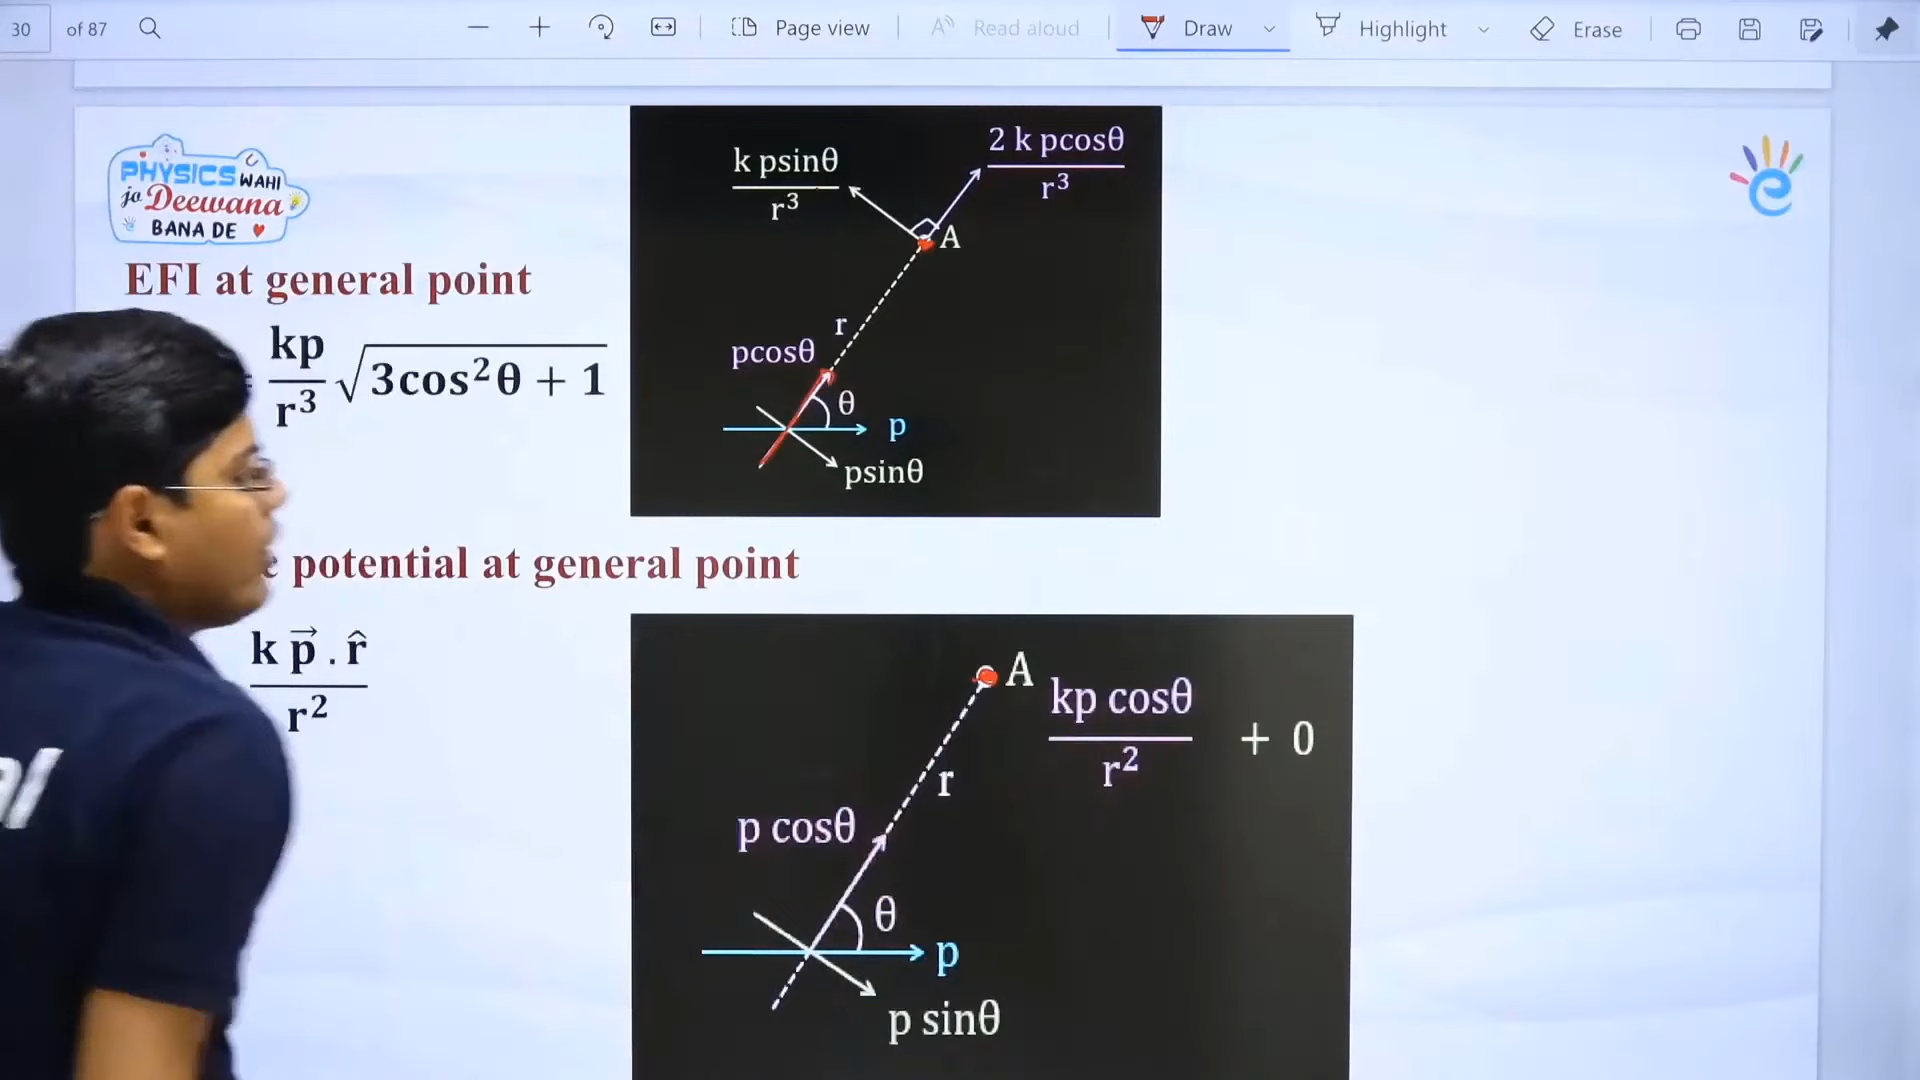 30 of 87 Page view Read aloud Draw Highlight Erase
PHYSICS WAHI
jo Deewana
BANA DE
EFI at general point
kp/r³ √(3cos²θ + 1)
k psinθ/r³
2 k pcosθ/r³
A
r
pcosθ
θ
p
psinθ
potential at general point
k p⃗ . r̂/r²
A
kp cosθ/r² + 0
r
p cosθ
θ
p
p sinθ
e